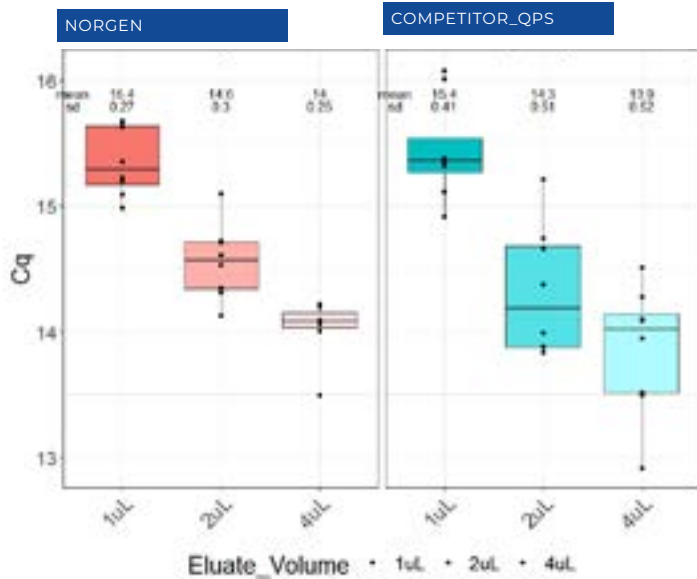 NORGEN
COMPETITOR_QPS
16
15
14
13
Cq
mean 15.4 14.6 14
sd 0.27 0.3 0.25
mean 15.4 14.3 13.9
sd 0.41 0.51 0.52
1uL 2uL 4uL
1uL 2uL 4uL
Eluate_Volume 1uL 2uL 4uL